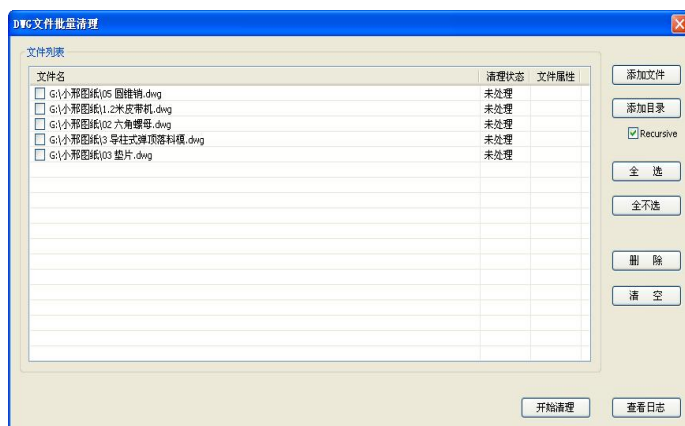 DWG文件批量清理
文件列表
文件名 清理状态 文件属性
G:\小邢图纸\05 圆锥销.dwg 未处理
G:\小邢图纸\1.2米皮带机.dwg 未处理
G:\小邢图纸\02 六角螺母.dwg 未处理
G:\小邢图纸\3 导柱式弹顶落料模.dwg 未处理
G:\小邢图纸\03 垫片.dwg 未处理
添加文件
添加目录
Recursive
全 选
全不选
删 除
清 空
开始清理 查看日志